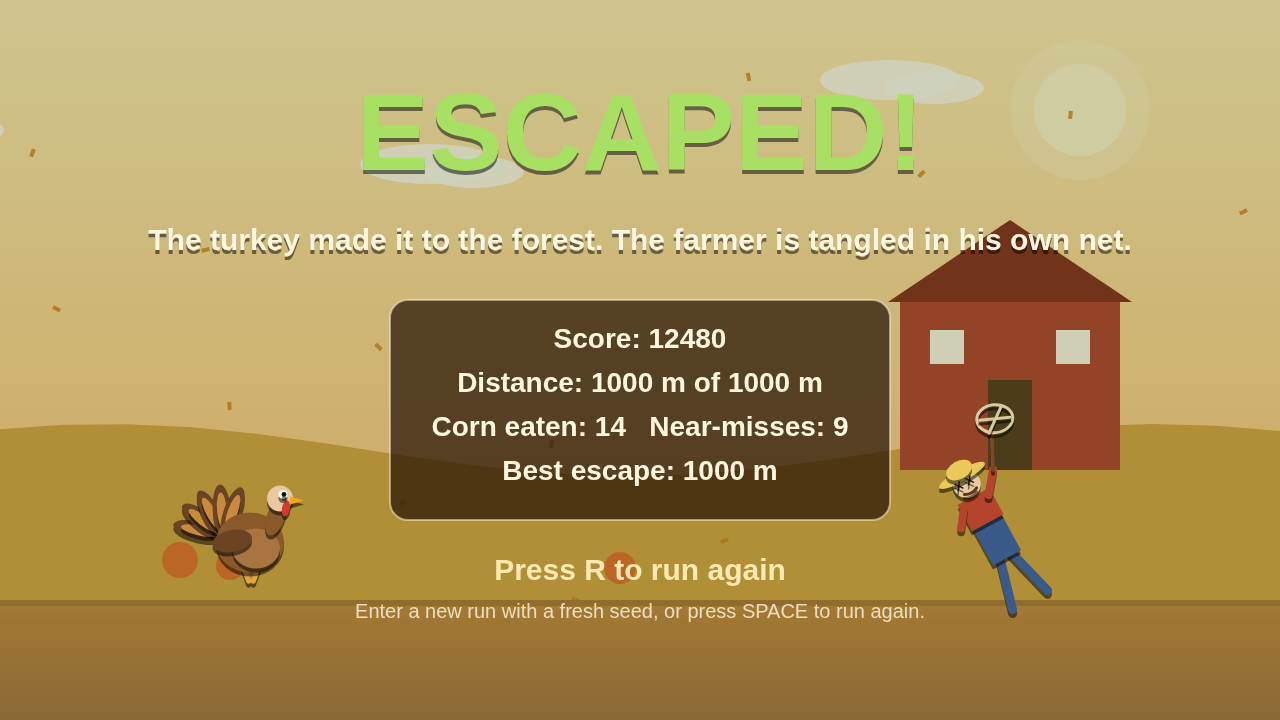 ESCAPED!
The turkey made it to the forest. The farmer is tangled in his own net.
Score: 12480
Distance: 1000 m of 1000 m
Corn eaten: 14   Near-misses: 9
Best escape: 1000 m
Press R to run again
Enter a new run with a fresh seed, or press SPACE to run again.